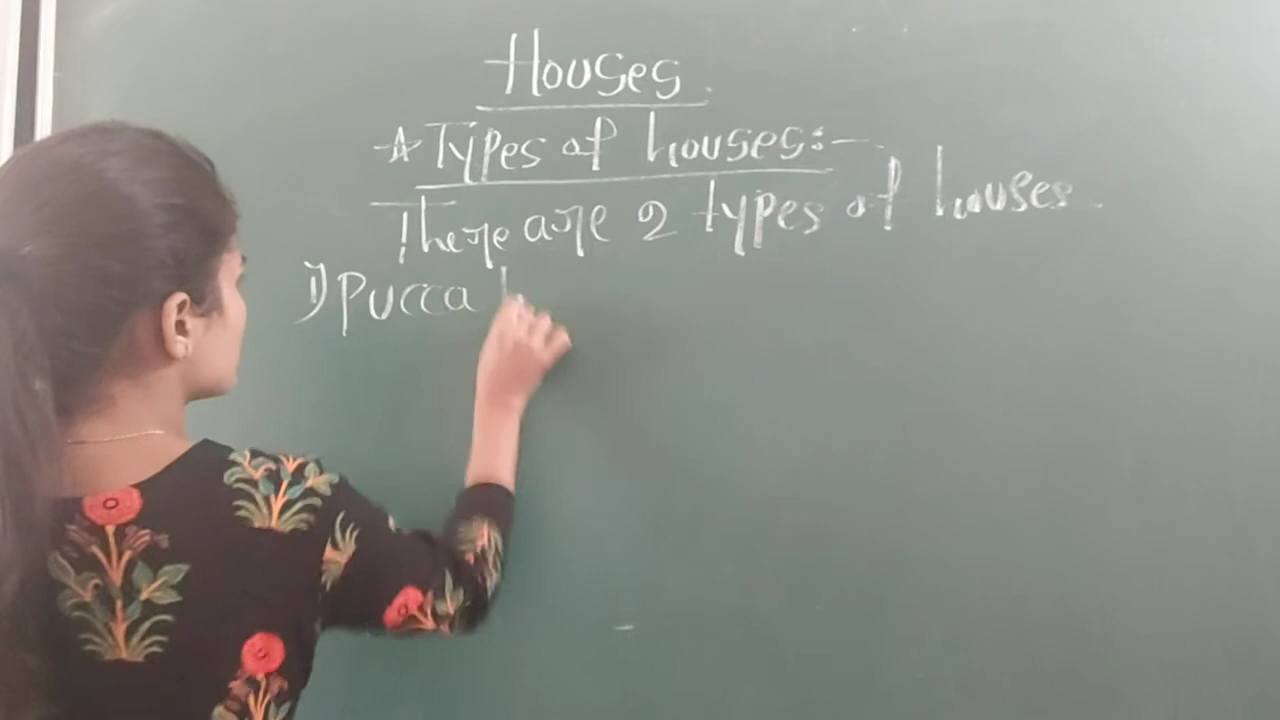 Houses.
☆ Types of houses:-
There are 2 types of houses.
1) Pucca h